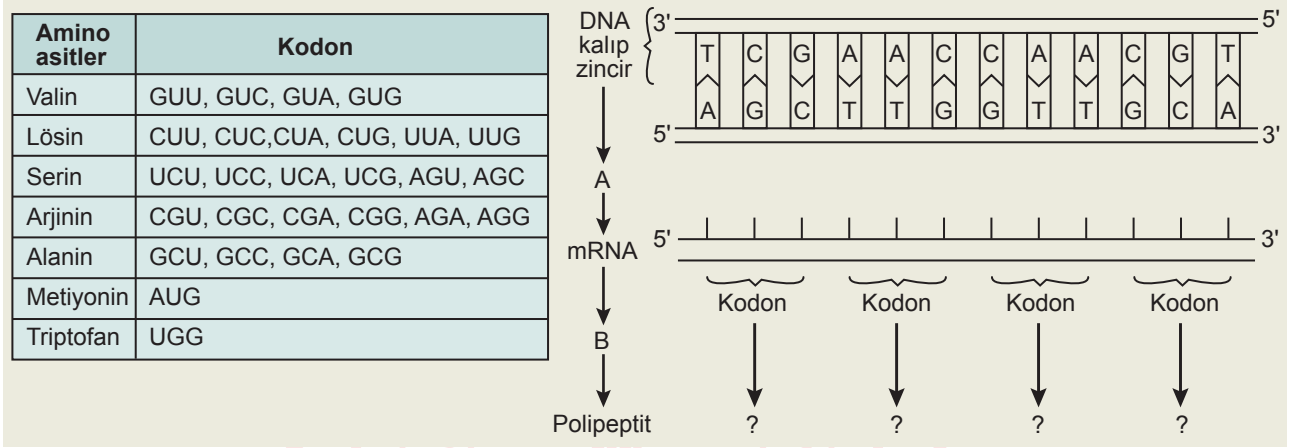 Amino asitler Kodon
Valin GUU, GUC, GUA, GUG
Lösin CUU, CUC,CUA, CUG, UUA, UUG
Serin UCU, UCC, UCA, UCG, AGU, AGC
Arjinin CGU, CGC, CGA, CGG, AGA, AGG
Alanin GCU, GCC, GCA, GCG
Metiyonin AUG
Triptofan UGG
DNA
kalıp
zincir
3' 5'
T C G A A C C A A C G T
A G C T T G G T T G C A
5' 3'
A
mRNA
5' 3'
Kodon Kodon Kodon Kodon
B
Polipeptit ? ? ? ?